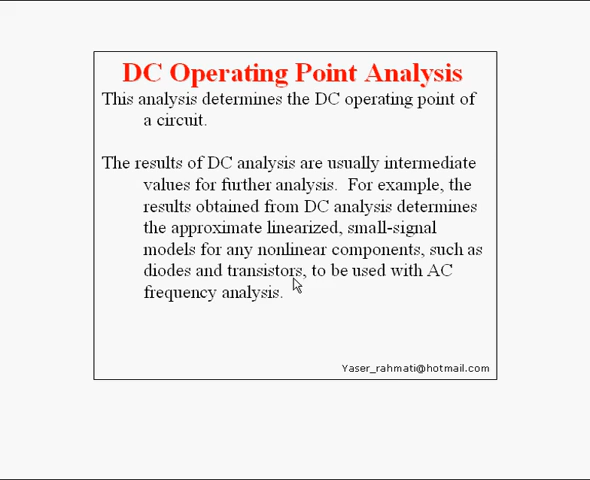 DC Operating Point Analysis
This analysis determines the DC operating point of
a circuit.
The results of DC analysis are usually intermediate
values for further analysis.  For example, the
results obtained from DC analysis determines
the approximate linearized, small-signal
models for any nonlinear components, such as
diodes and transistors, to be used with AC
frequency analysis.
Yaser_rahmati@hotmail.com